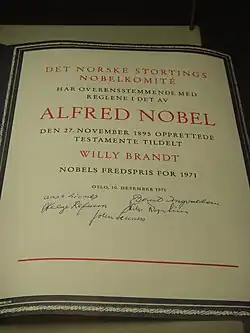 DET NORSKE STORTINGS
NOBELKOMITÉ
HAR OVERENSSTEMMENDE MED
REGLENE I DET AV
ALFRED NOBEL
DEN 27. NOVEMBER 1895 OPPRETTEDE
TESTAMENTE TILDELT
WILLY BRANDT
NOBELS FREDSPRIS FOR 1971
OSLO, 10. DESEMBER 1971